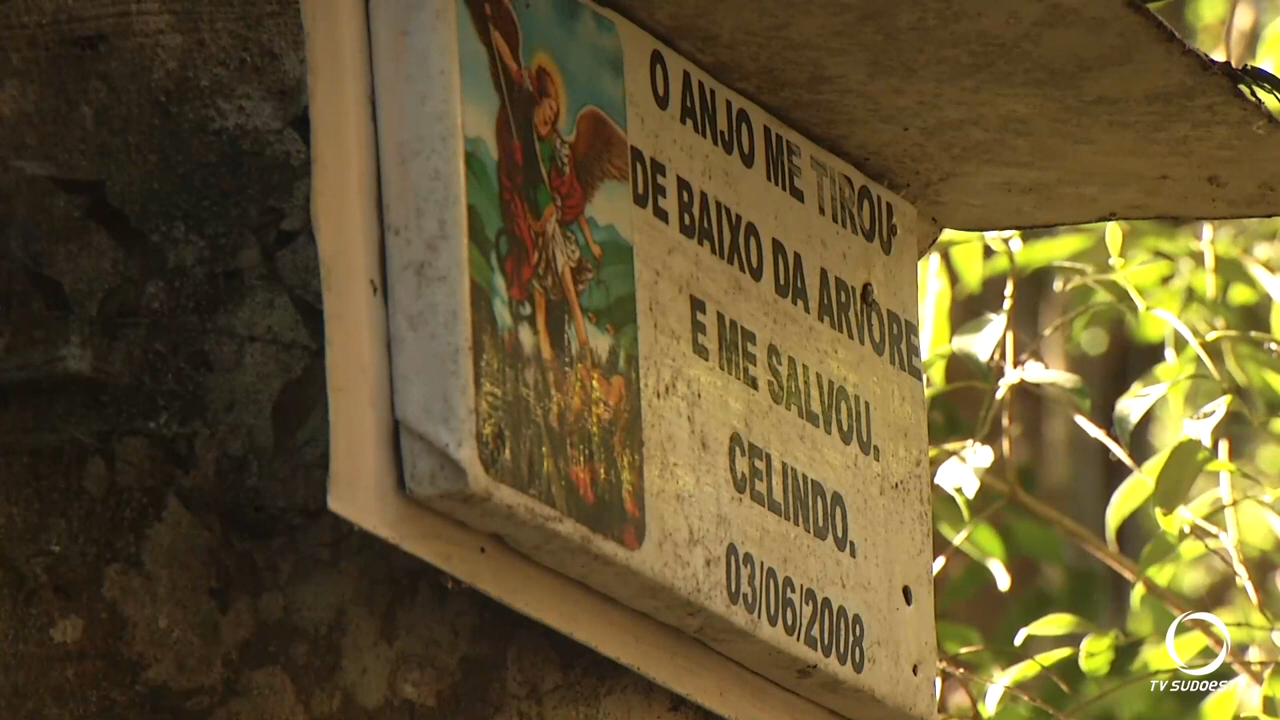 O ANJO ME TIROU
DE BAIXO DA ARVORE
E ME SALVOU.
CELINDO.
03/06/2008
TV SUDOESTE